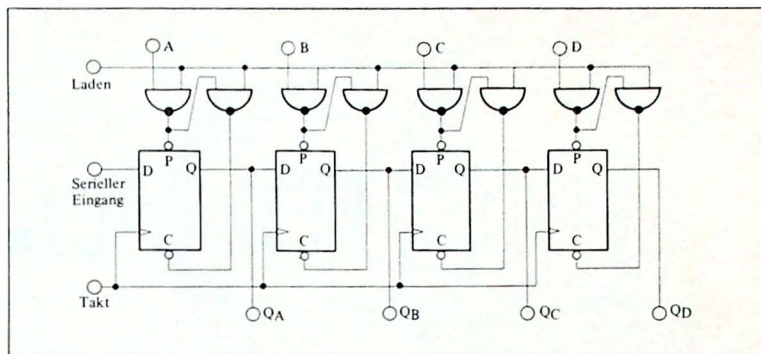 A B C D
Laden
P P P P
D Q D Q D Q D Q
Serieller
Eingang
C C C C
Takt
QA QB QC QD